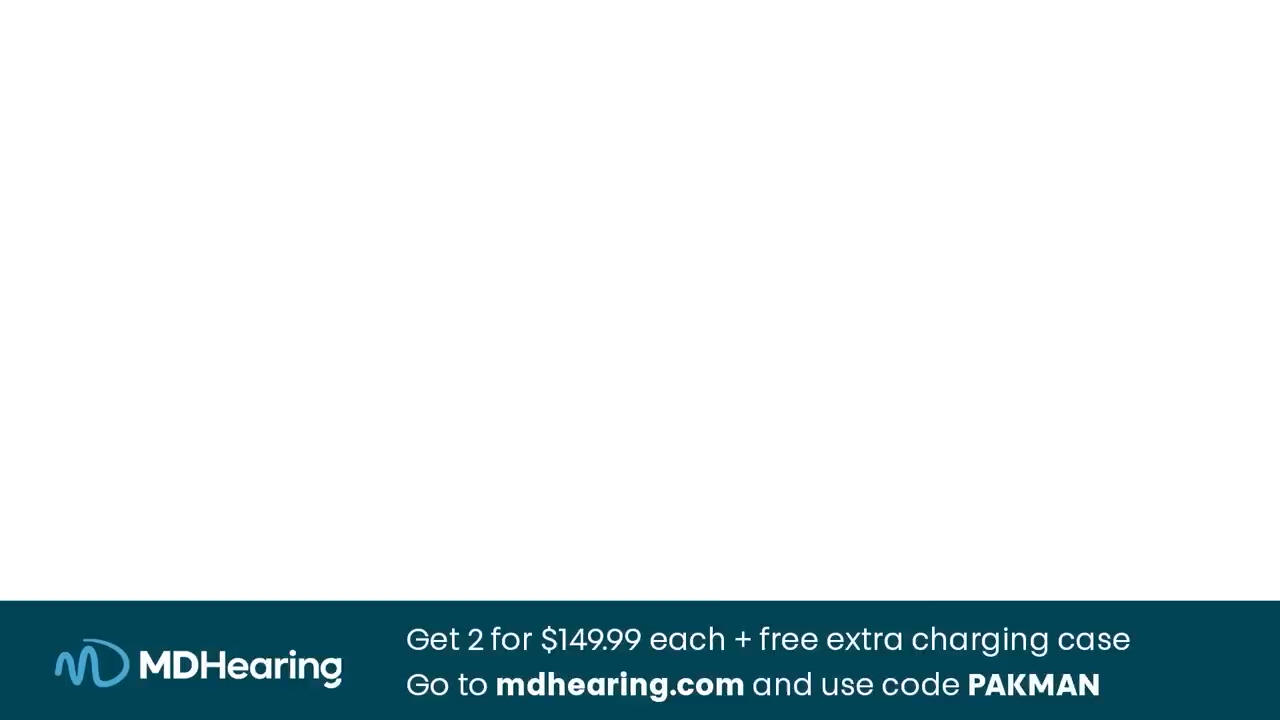 Get 2 for $149.99 each + free extra charging case
MDHearing
Go to mdhearing.com and use code PAKMAN